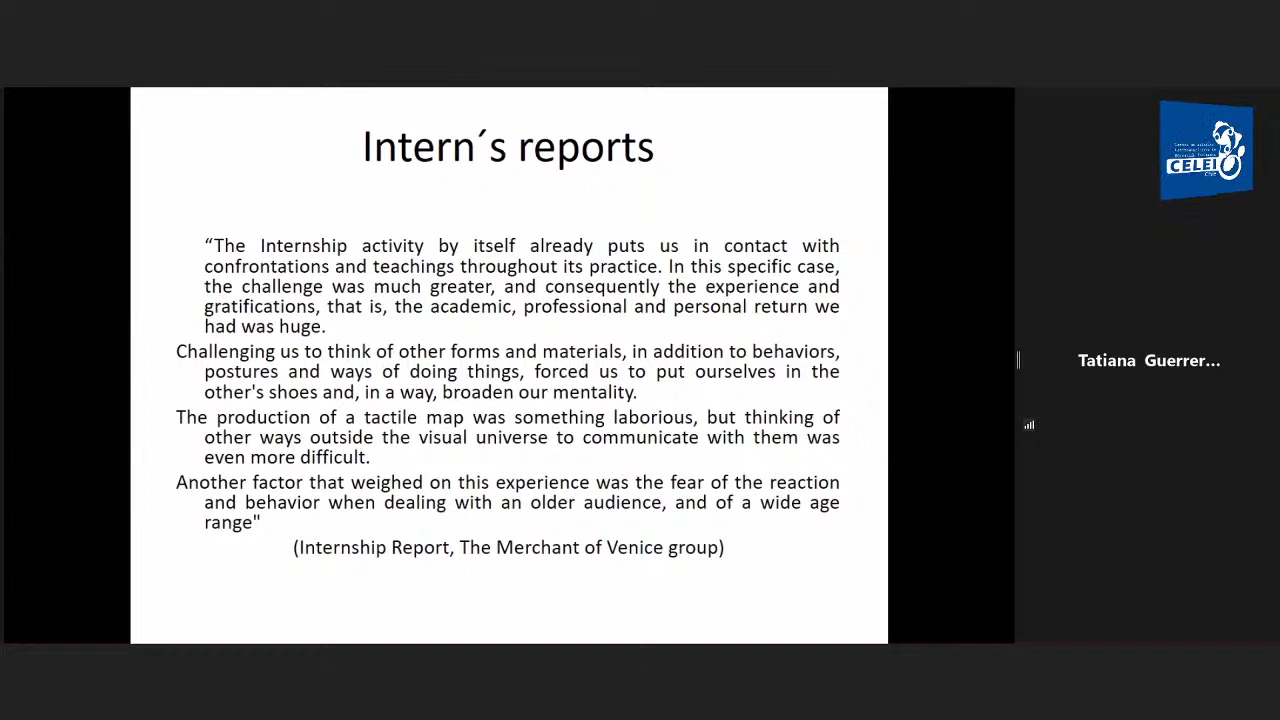 Intern´s reports
“The Internship activity by itself already puts us in contact with
confrontations and teachings throughout its practice. In this specific case,
the challenge was much greater, and consequently the experience and
gratifications, that is, the academic, professional and personal return we
had was huge.
Challenging us to think of other forms and materials, in addition to behaviors,
postures and ways of doing things, forced us to put ourselves in the
other's shoes and, in a way, broaden our mentality.
The production of a tactile map was something laborious, but thinking of
other ways outside the visual universe to communicate with them was
even more difficult.
Another factor that weighed on this experience was the fear of the reaction
and behavior when dealing with an older audience, and of a wide age
range"
(Internship Report, The Merchant of Venice group)
CELEI
Chile
Tatiana Guerrer...